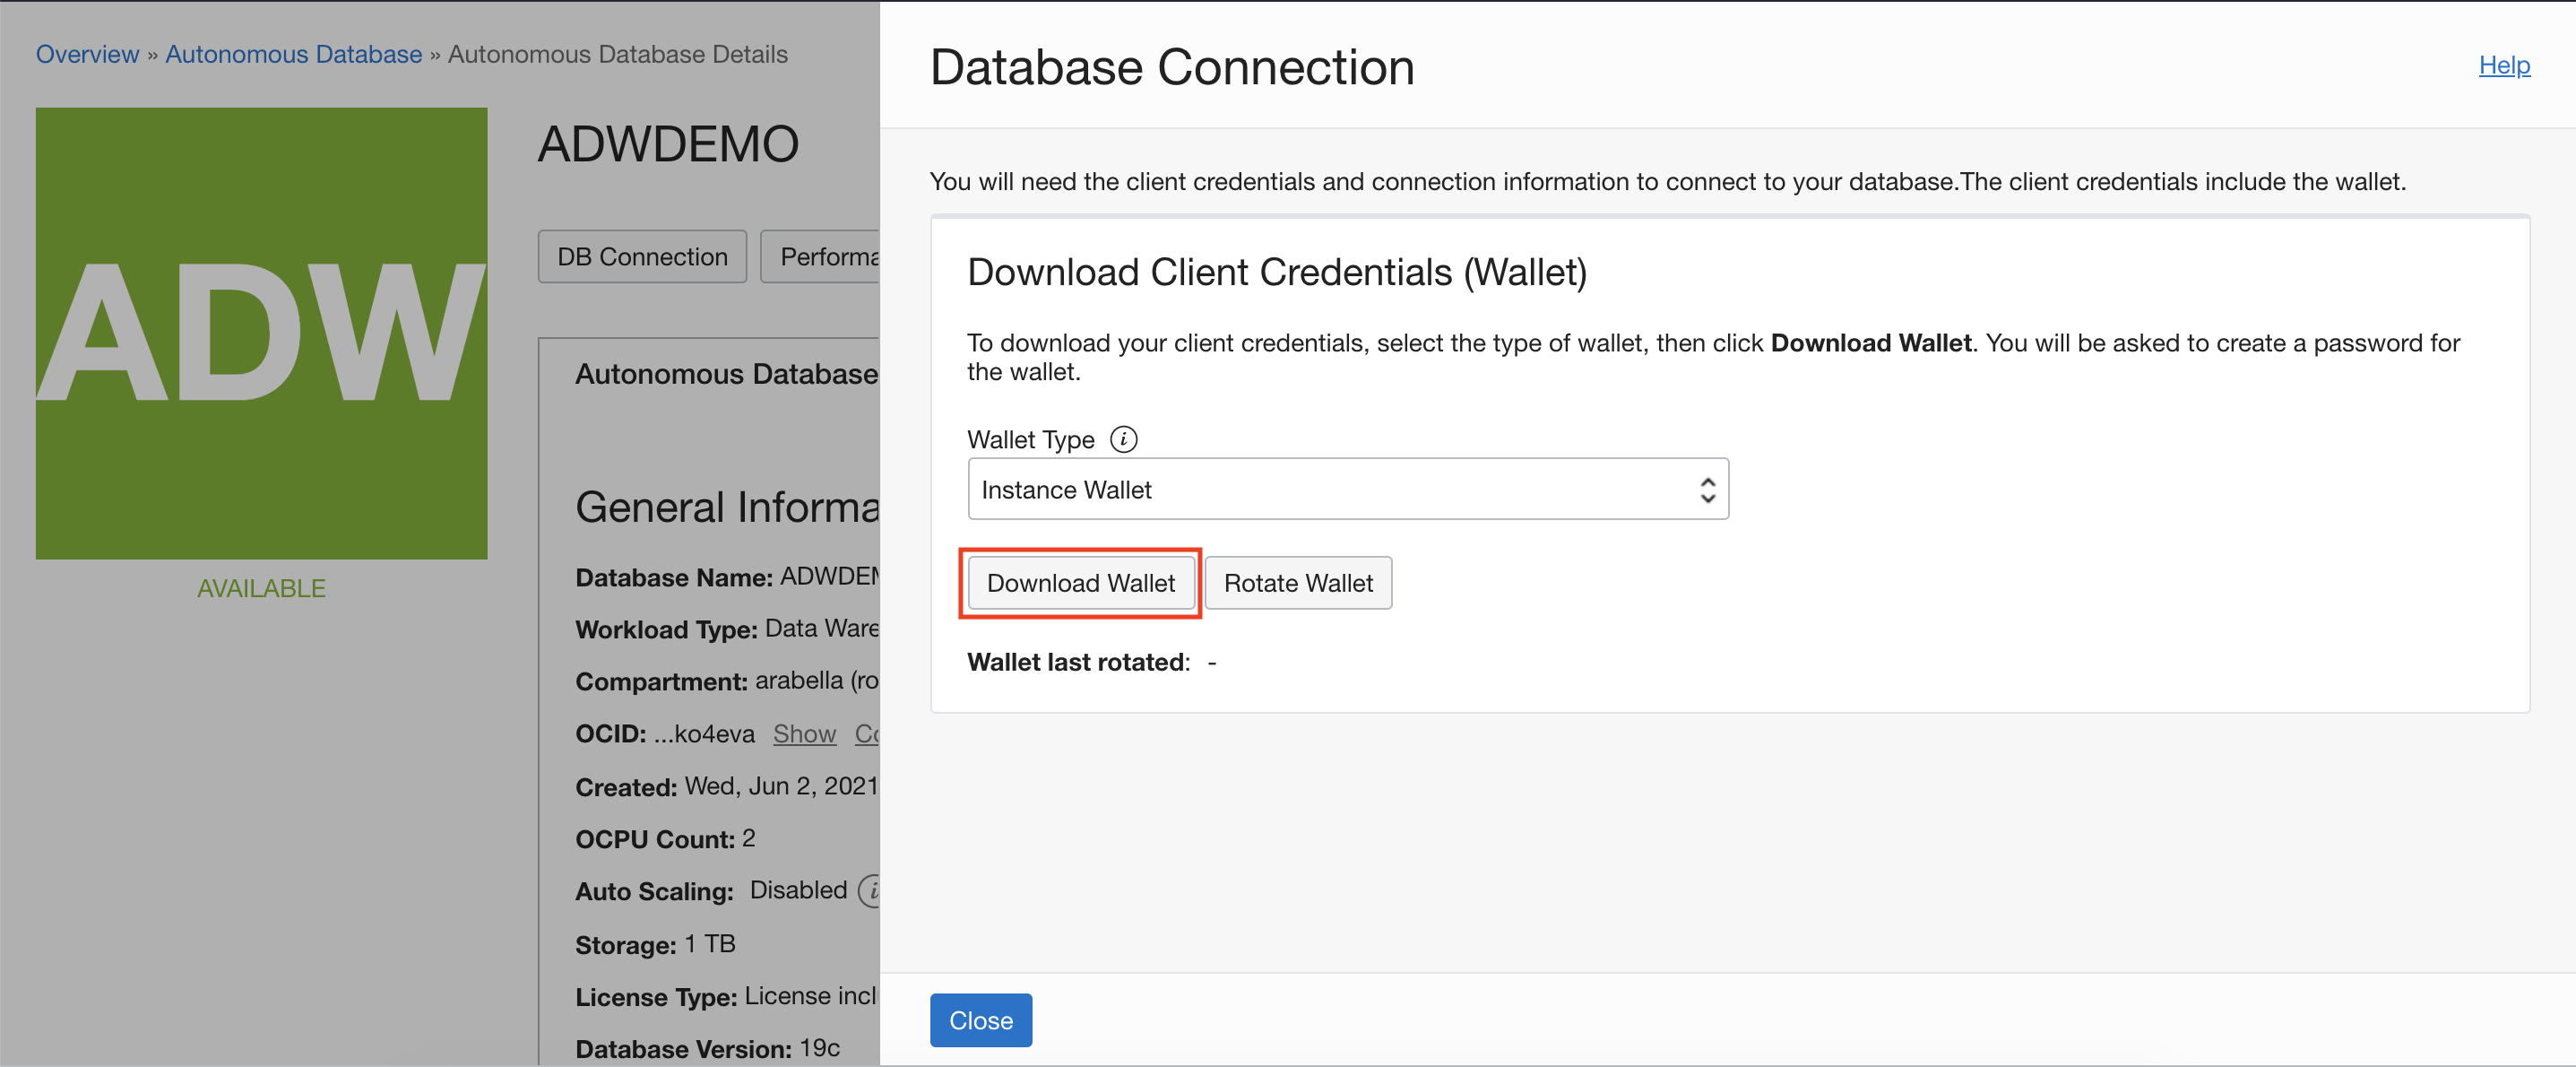 Overview » Autonomous Database » Autonomous Database Details
ADW
AVAILABLE
ADWDEMO
DB Connection
Performa
Autonomous Database
General Informa
Database Name: ADWDEM
Workload Type: Data Ware
Compartment: arabella (ro
OCID: ...ko4eva Show Co
Created: Wed, Jun 2, 2021
OCPU Count: 2
Auto Scaling: Disabled i
Storage: 1 TB
License Type: License incl
Database Version: 19c
Database Connection
Help
You will need the client credentials and connection information to connect to your database.The client credentials include the wallet.
Download Client Credentials (Wallet)
To download your client credentials, select the type of wallet, then click Download Wallet. You will be asked to create a password for
the wallet.
Wallet Type i
Instance Wallet
Download Wallet
Rotate Wallet
Wallet last rotated: -
Close